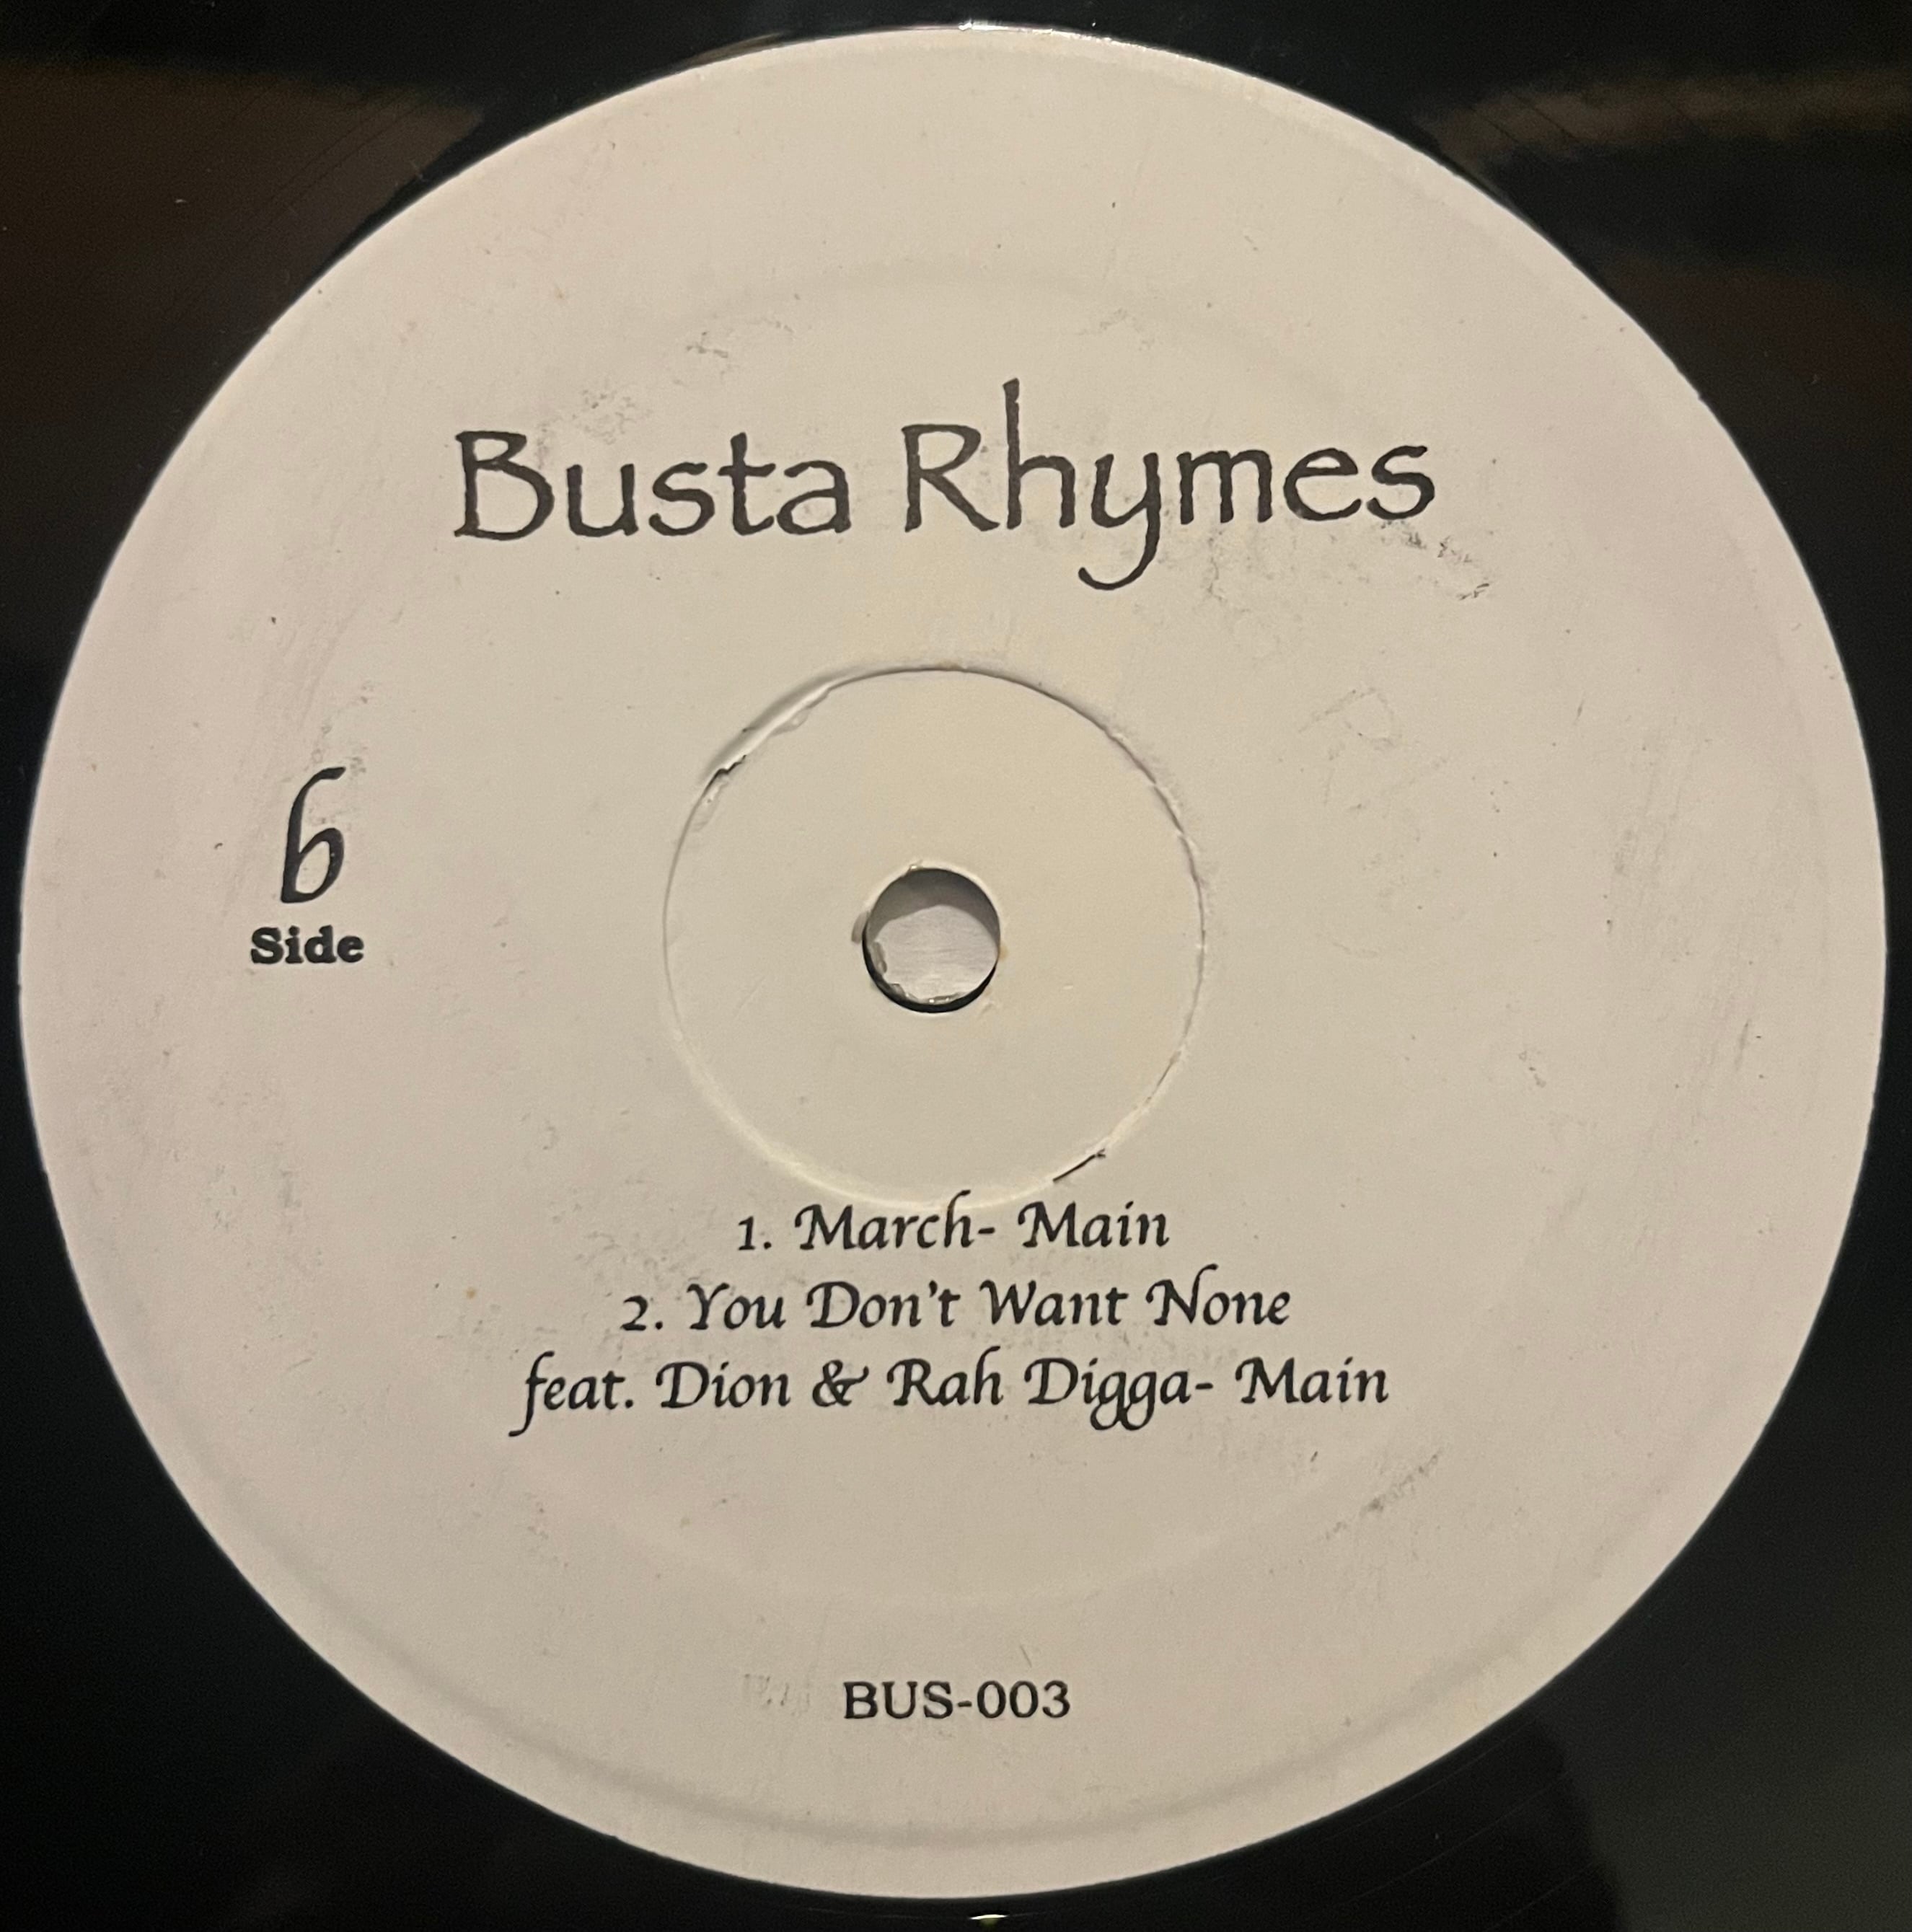 Busta Rhymes
b
Side
1. March- Main
2. You Don't Want None
feat. Dion & Rah Digga- Main
BUS-003